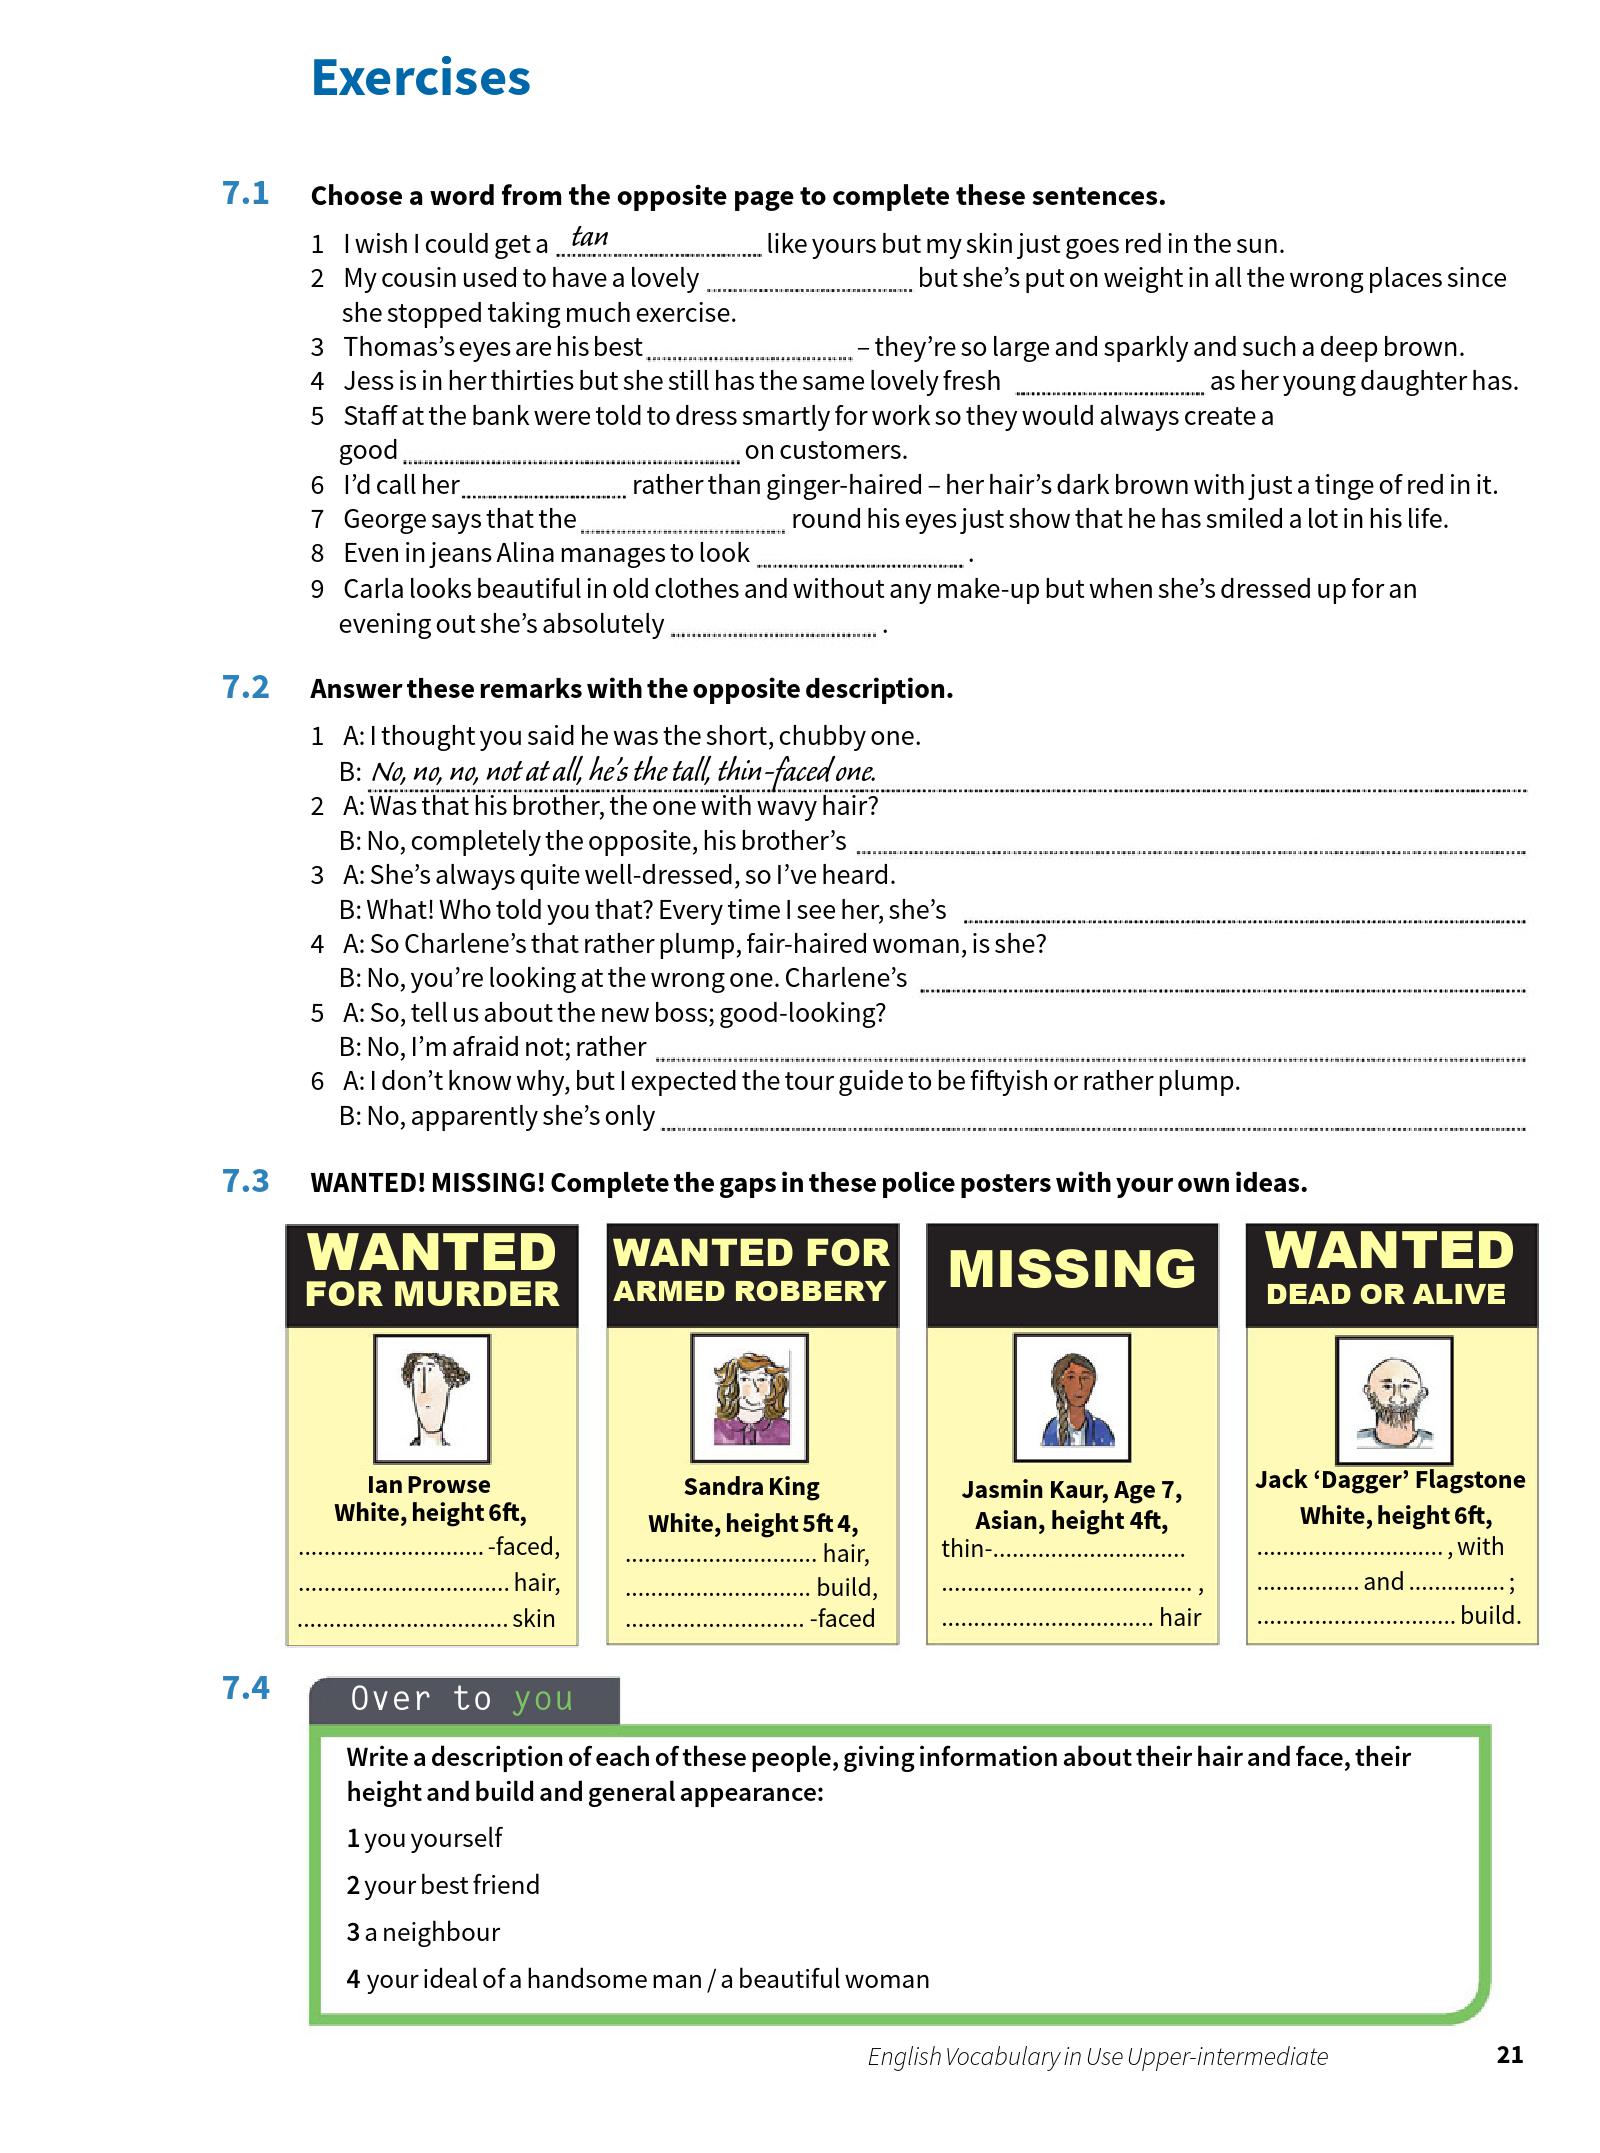 Exercises
7.1 Choose a word from the opposite page to complete these sentences.
1 I wish I could get a tan like yours but my skin just goes red in the sun.
2 My cousin used to have a lovely .................... but she's put on weight in all the wrong places since
she stopped taking much exercise.
3 Thomas's eyes are his best .................... – they're so large and sparkly and such a deep brown.
4 Jess is in her thirties but she still has the same lovely fresh .................... as her young daughter has.
5 Staff at the bank were told to dress smartly for work so they would always create a
good .................... on customers.
6 I'd call her .................... rather than ginger-haired – her hair's dark brown with just a tinge of red in it.
7 George says that the .................... round his eyes just show that he has smiled a lot in his life.
8 Even in jeans Alina manages to look .................... .
9 Carla looks beautiful in old clothes and without any make-up but when she's dressed up for an
evening out she's absolutely .................... .
7.2 Answer these remarks with the opposite description.
1 A: I thought you said he was the short, chubby one.
B: No, no, no, not at all, he's the tall, thin-faced one.
2 A: Was that his brother, the one with wavy hair?
B: No, completely the opposite, his brother's ....................
3 A: She's always quite well-dressed, so I've heard.
B: What! Who told you that? Every time I see her, she's ....................
4 A: So Charlene's that rather plump, fair-haired woman, is she?
B: No, you're looking at the wrong one. Charlene's ....................
5 A: So, tell us about the new boss; good-looking?
B: No, I'm afraid not; rather ....................
6 A: I don't know why, but I expected the tour guide to be fiftyish or rather plump.
B: No, apparently she's only ....................
7.3 WANTED! MISSING! Complete the gaps in these police posters with your own ideas.
WANTED
FOR MURDER
Ian Prowse
White, height 6ft,
.................... -faced,
.................... hair,
.................... skin
WANTED FOR
ARMED ROBBERY
Sandra King
White, height 5ft 4,
.................... hair,
.................... build,
.................... -faced
MISSING
Jasmin Kaur, Age 7,
Asian, height 4ft,
thin-....................
.................... ,
.................... hair
WANTED
DEAD OR ALIVE
Jack 'Dagger' Flagstone
White, height 6ft,
.................... , with
................ and ............... ;
.................... build.
7.4 Over to you
Write a description of each of these people, giving information about their hair and face, their
height and build and general appearance:
1 you yourself
2 your best friend
3 a neighbour
4 your ideal of a handsome man / a beautiful woman
English Vocabulary in Use Upper-intermediate 21